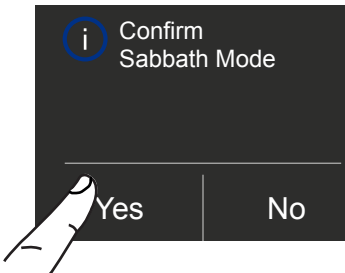 i Confirm
Sabbath Mode
Yes No